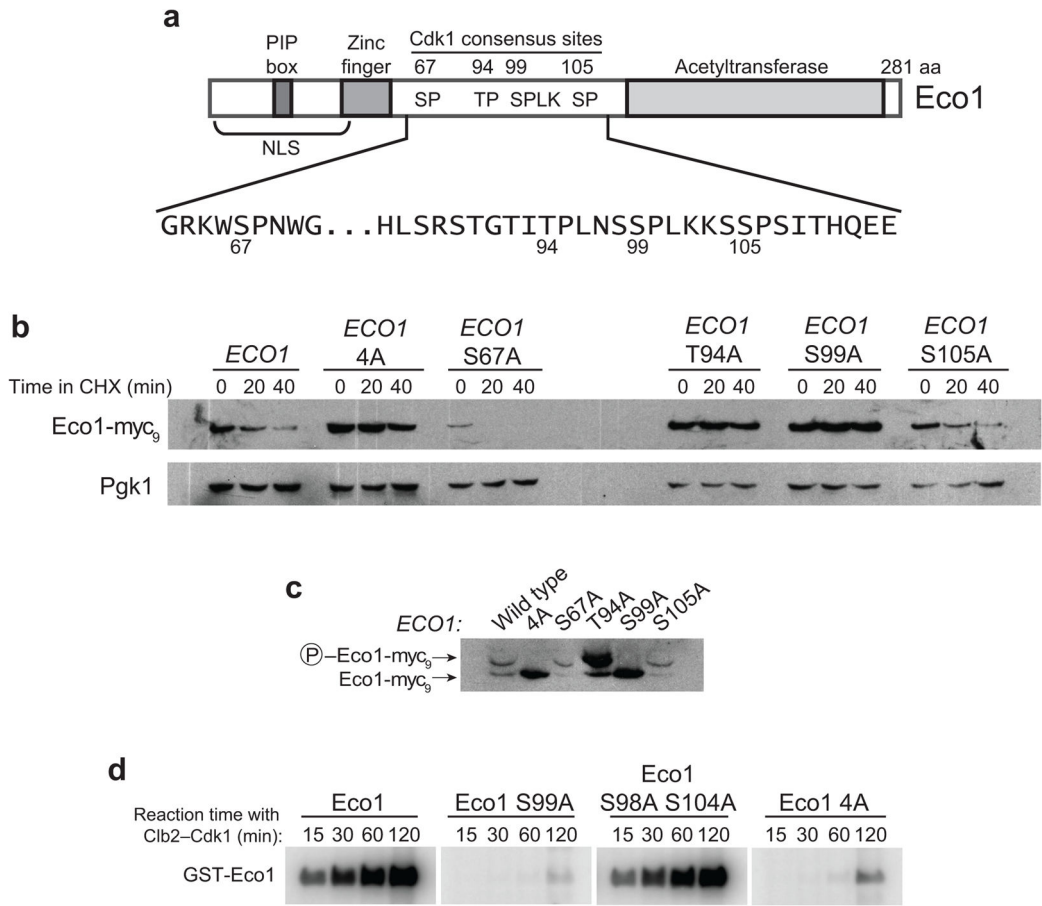 a
PIP box
Zinc finger
Cdk1 consensus sites
67 94 99 105
SP TP SPLK SP
Acetyltransferase
281 aa
Eco1
NLS
GRKWSPNWG...HLSRSTGTITPLNSSPLKKSSPSITHQEE
67 94 99 105
b
ECO1
ECO1 4A
ECO1 S67A
ECO1 T94A
ECO1 S99A
ECO1 S105A
Time in CHX (min) 0 20 40 0 20 40 0 20 40 0 20 40 0 20 40 0 20 40
Eco1-myc9
Pgk1
c
ECO1: Wild type 4A S67A T94A S99A S105A
P–Eco1-myc9
Eco1-myc9
d
Eco1
Eco1 S99A
Eco1 S98A S104A
Eco1 4A
Reaction time with
Clb2–Cdk1 (min): 15 30 60 120 15 30 60 120 15 30 60 120 15 30 60 120
GST-Eco1